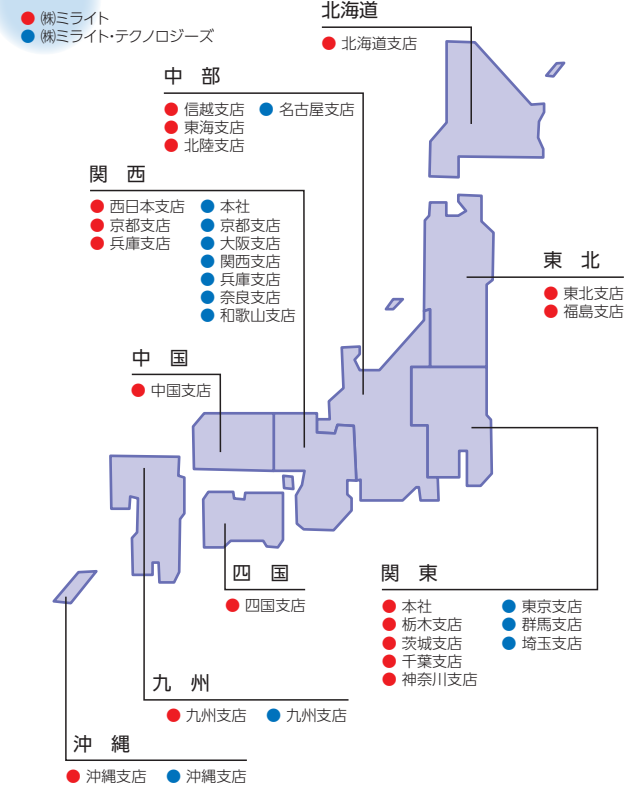 ● ㈱ミライト
● ㈱ミライト・テクノロジーズ
北海道
● 北海道支店
中 部
● 信越支店 ● 名古屋支店
● 東海支店
● 北陸支店
関 西
● 西日本支店 ● 本社
● 京都支店 ● 京都支店
● 兵庫支店 ● 大阪支店
● 関西支店
● 兵庫支店
● 奈良支店
● 和歌山支店
東 北
● 東北支店
● 福島支店
中 国
● 中国支店
四 国
● 四国支店
関 東
● 本社 ● 東京支店
● 栃木支店 ● 群馬支店
● 茨城支店 ● 埼玉支店
● 千葉支店
● 神奈川支店
九 州
● 九州支店 ● 九州支店
沖 縄
● 沖縄支店 ● 沖縄支店